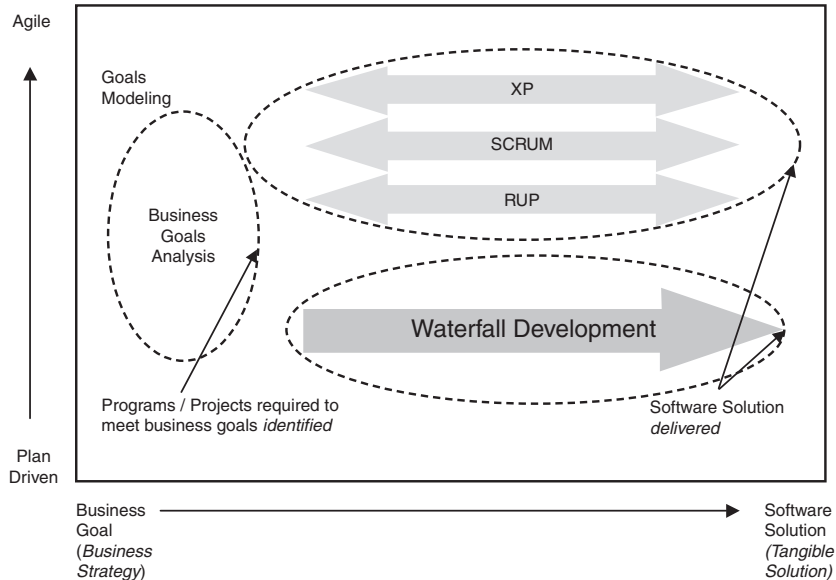 Agile
Goals
Modeling
XP
SCRUM
RUP
Business
Goals
Analysis
Waterfall Development
Programs / Projects required to
meet business goals identified
Software Solution
delivered
Plan
Driven
Business
Goal
(Business
Strategy)
Software
Solution
(Tangible
Solution)